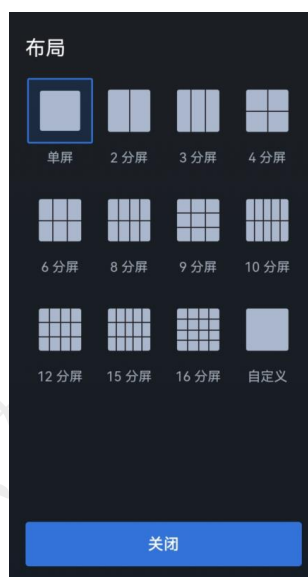 布局
单屏 2 分屏 3 分屏 4 分屏
6 分屏 8 分屏 9 分屏 10 分屏
12 分屏 15 分屏 16 分屏 自定义
关闭